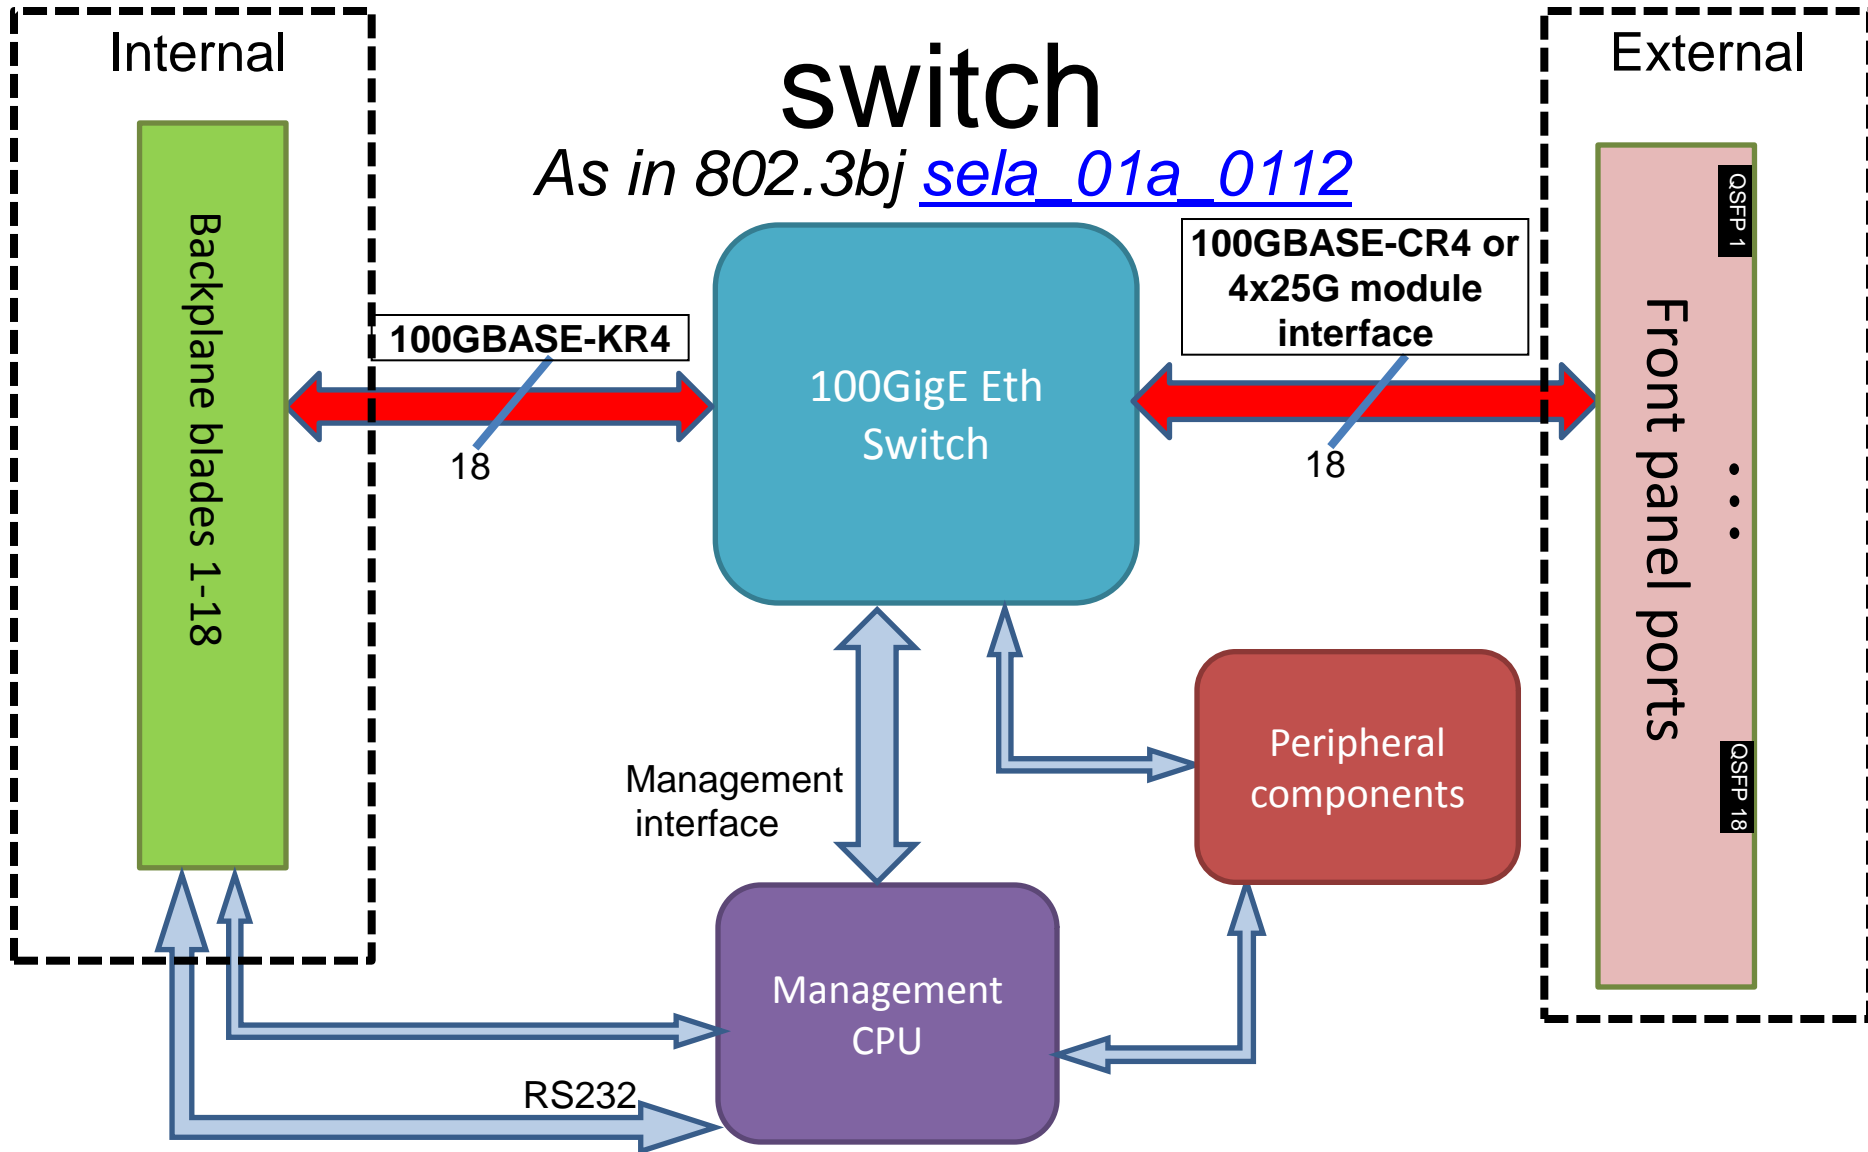 Internal
switch
External
As in 802.3bj sela_01a_0112
Backplane blades 1-18
100GBASE-KR4
18
100GigE Eth
Switch
100GBASE-CR4 or
4x25G module
interface
18
QSFP 1
Front panel ports
QSFP 18
Management
interface
Peripheral
components
Management
CPU
RS232